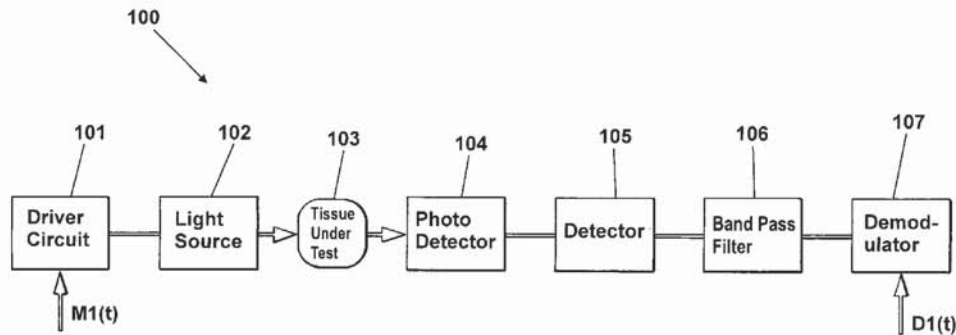 100
101
102
103
104
105
106
107
Driver
Circuit
Light
Source
Tissue
Under
Test
Photo
Detector
Detector
Band Pass
Filter
Demod-
ulator
M1(t)
D1(t)